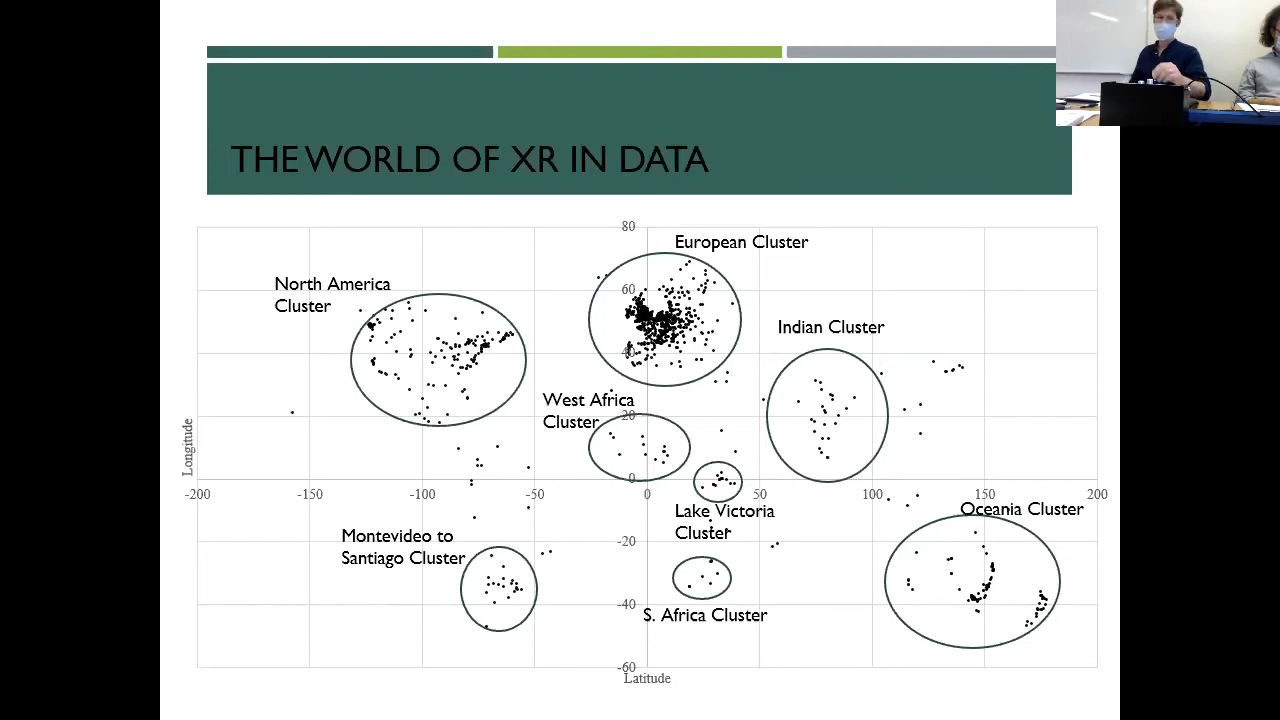 THE WORLD OF XR IN DATA
80
European Cluster
North America
Cluster
60
Indian Cluster
40
West Africa
Cluster
20
Longitude
0
-200
-150
-100
-50
0
50
100
150
200
Lake Victoria
Cluster
Oceania Cluster
Montevideo to
Santiago Cluster
-20
-40
S. Africa Cluster
-60
Latitude